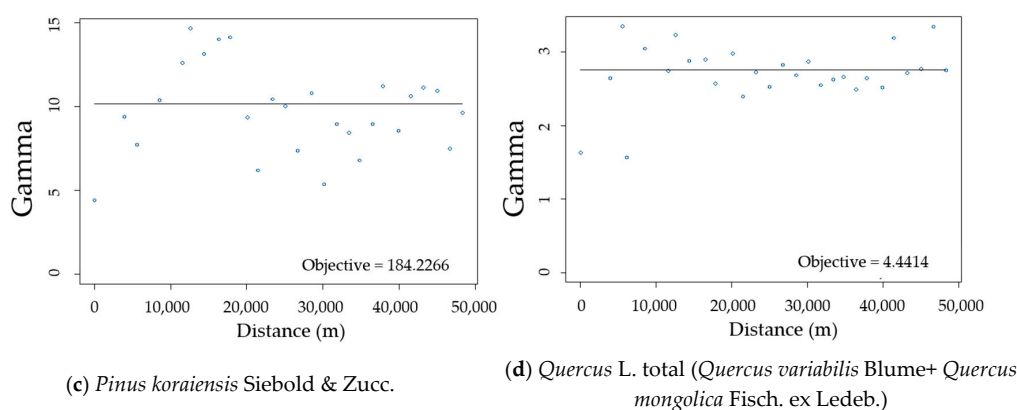 15
10
5
0
Gamma
Objective = 184.2266
0
10,000
20,000
30,000
40,000
50,000
Distance (m)
(c) Pinus koraiensis Siebold & Zucc.
3
2
1
0
Gamma
Objective = 4.4414
0
10,000
20,000
30,000
40,000
50,000
Distance (m)
(d) Quercus L. total (Quercus variabilis Blume+ Quercus
mongolica Fisch. ex Ledeb.)